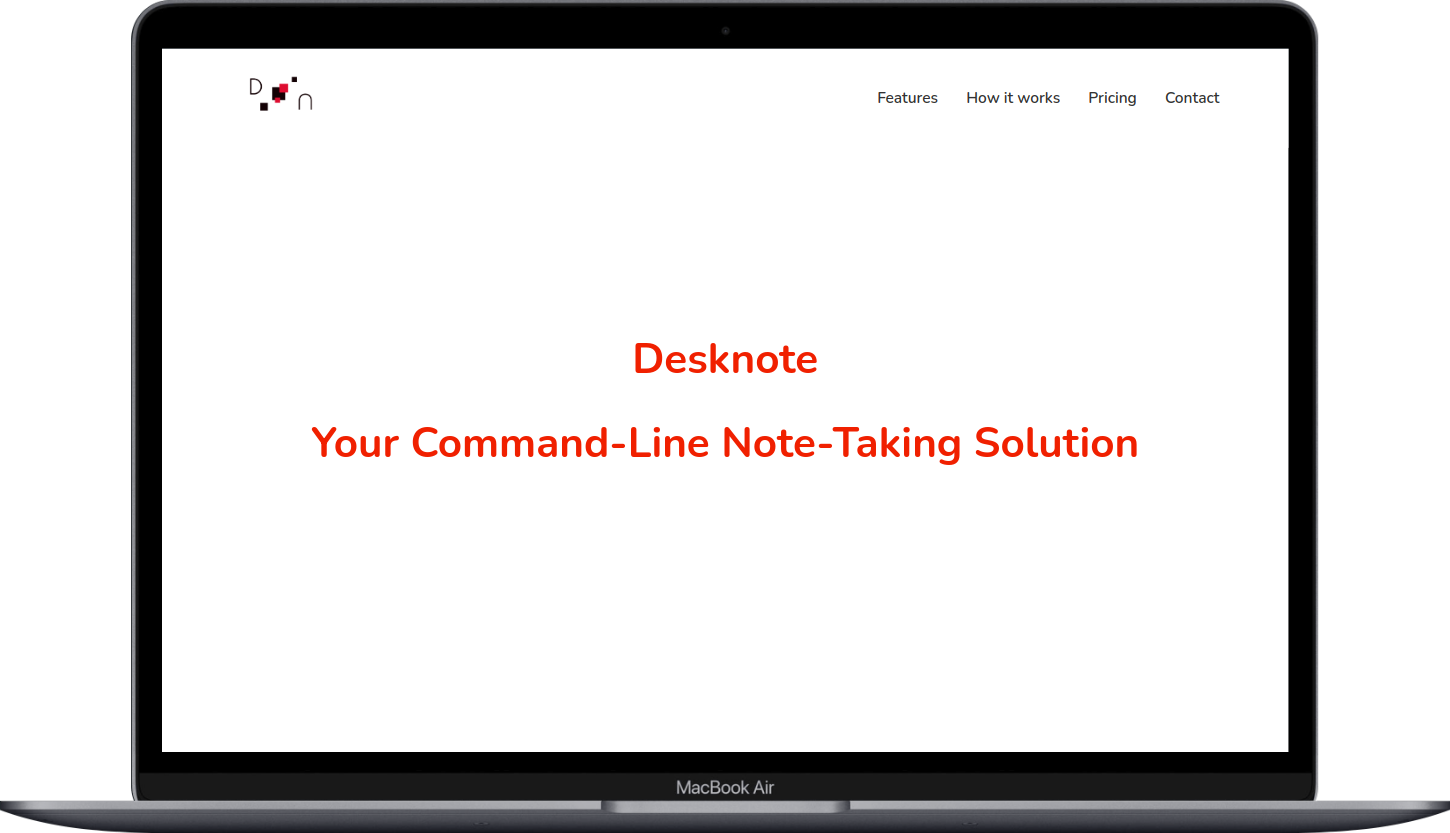 D n
Features How it works Pricing Contact
Desknote
Your Command-Line Note-Taking Solution
MacBook Air